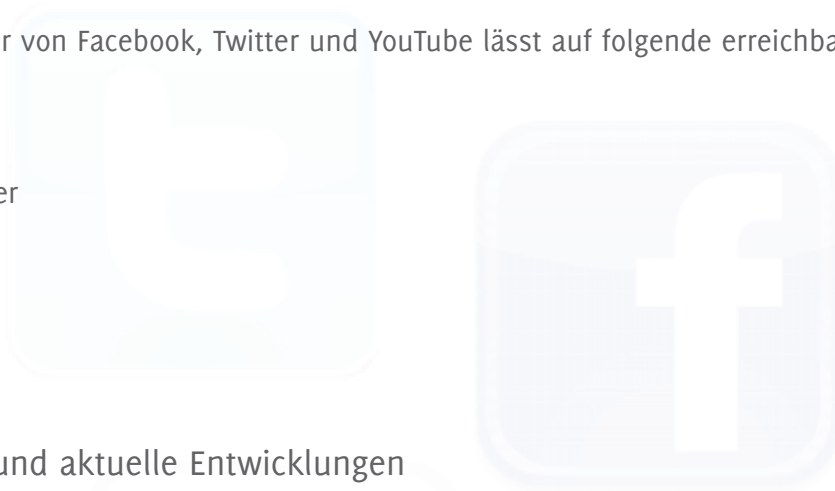 r von Facebook, Twitter und YouTube lässt auf folgende erreichba
er
und aktuelle Entwicklungen